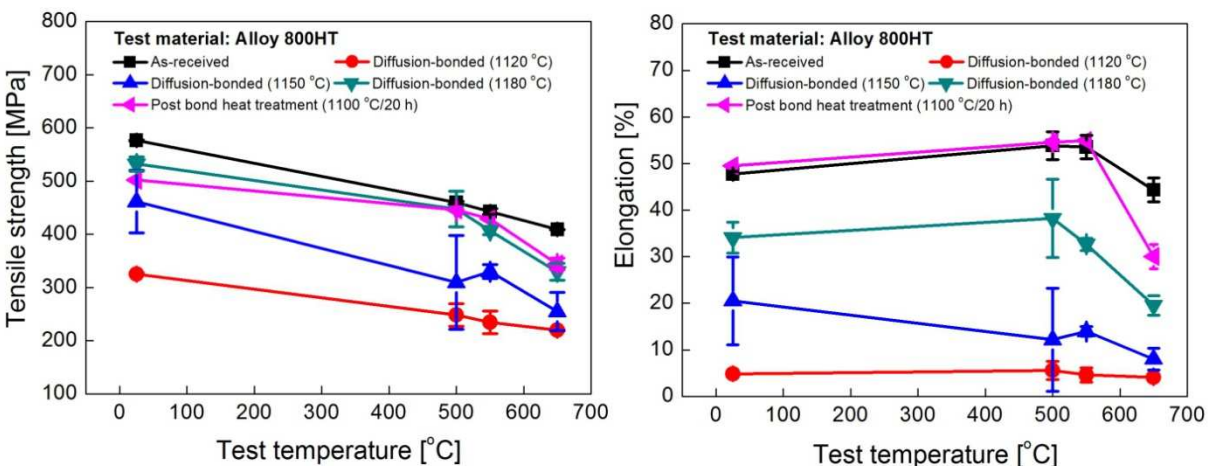 Tensile strength [MPa]
800
700
600
500
400
300
200
100
Test material: Alloy 800HT
As-received
Diffusion-bonded (1120 °C)
Diffusion-bonded (1150 °C)
Diffusion-bonded (1180 °C)
Post bond heat treatment (1100 °C/20 h)
0 100 200 300 400 500 600 700
Test temperature [°C]
Elongation [%]
80
70
60
50
40
30
20
10
0
Test material: Alloy 800HT
As-received
Diffusion-bonded (1120 °C)
Diffusion-bonded (1150 °C)
Diffusion-bonded (1180 °C)
Post bond heat treatment (1100 °C/20 h)
0 100 200 300 400 500 600 700
Test temperature [°C]